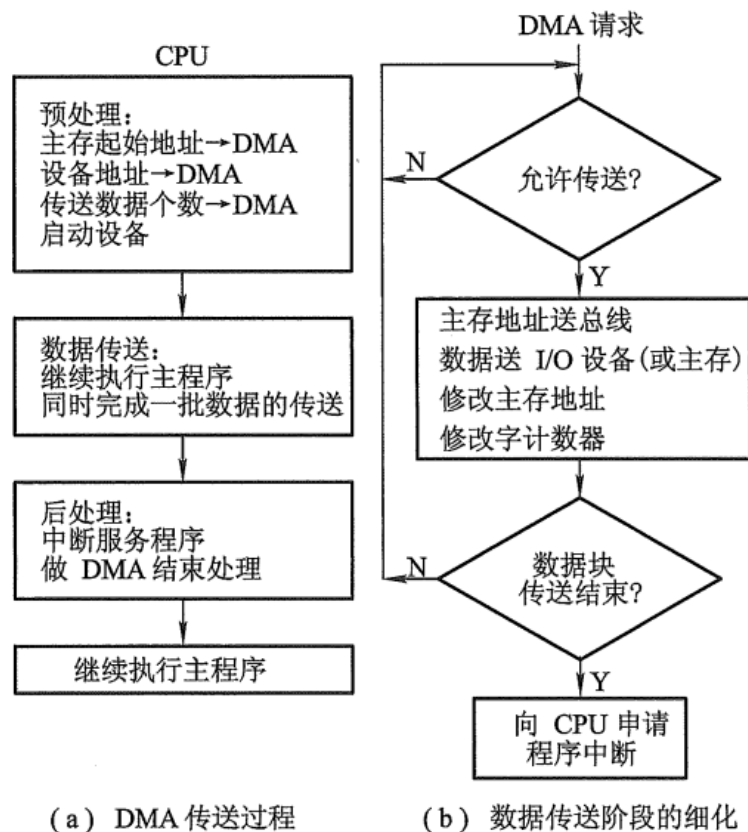 CPU
预处理：
主存起始地址→DMA
设备地址→DMA
传送数据个数→DMA
启动设备
数据传送：
继续执行主程序
同时完成一批数据的传送
后处理：
中断服务程序
做 DMA 结束处理
继续执行主程序
(a) DMA 传送过程
DMA 请求
允许传送?
N
Y
主存地址送总线
数据送 I/O 设备(或主存)
修改主存地址
修改字计数器
数据块
传送结束?
N
Y
向 CPU 申请
程序中断
(b) 数据传送阶段的细化